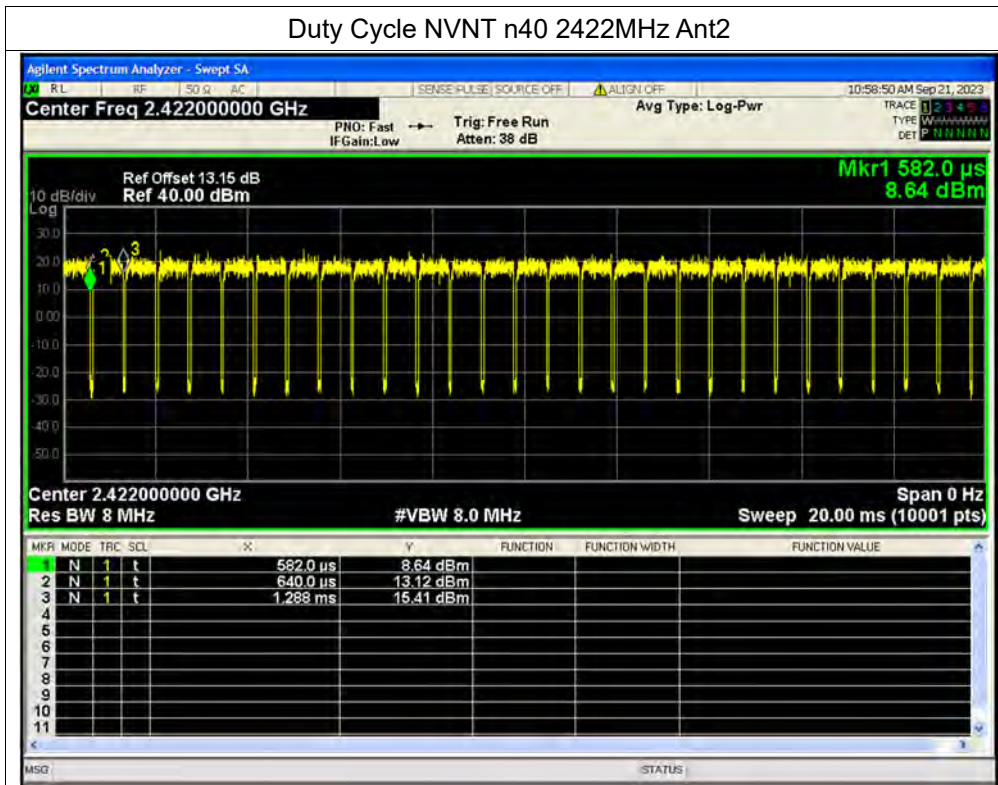 Duty Cycle NVNT n40 2422MHz Ant2
Agilent Spectrum Analyzer - Swept SA
RL RF 50 Ω AC SENSE:PULSE SOURCE OFF ALIGN OFF 10:58:50 AM Sep 21, 2023
Center Freq 2.422000000 GHz Avg Type: Log-Pwr TRACE 1 2 3 4 5 6
PNO: Fast Trig: Free Run TYPE W
IFGain:Low Atten: 38 dB DET P N N N N N
Mkr1 582.0 µs
Ref Offset 13.15 dB
10 dB/div Ref 40.00 dBm 8.64 dBm
Log
30.0
20.0
10.0
0.00
-10.0
-20.0
-30.0
-40.0
-50.0
1 2 3
Center 2.422000000 GHz Span 0 Hz
Res BW 8 MHz #VBW 8.0 MHz Sweep 20.00 ms (10001 pts)
MKR MODE TRC SCL X Y FUNCTION FUNCTION WIDTH FUNCTION VALUE
1 N 1 t 582.0 µs 8.64 dBm
2 N 1 t 640.0 µs 13.12 dBm
3 N 1 t 1.288 ms 15.41 dBm
4
5
6
7
8
9
10
11
MSG STATUS